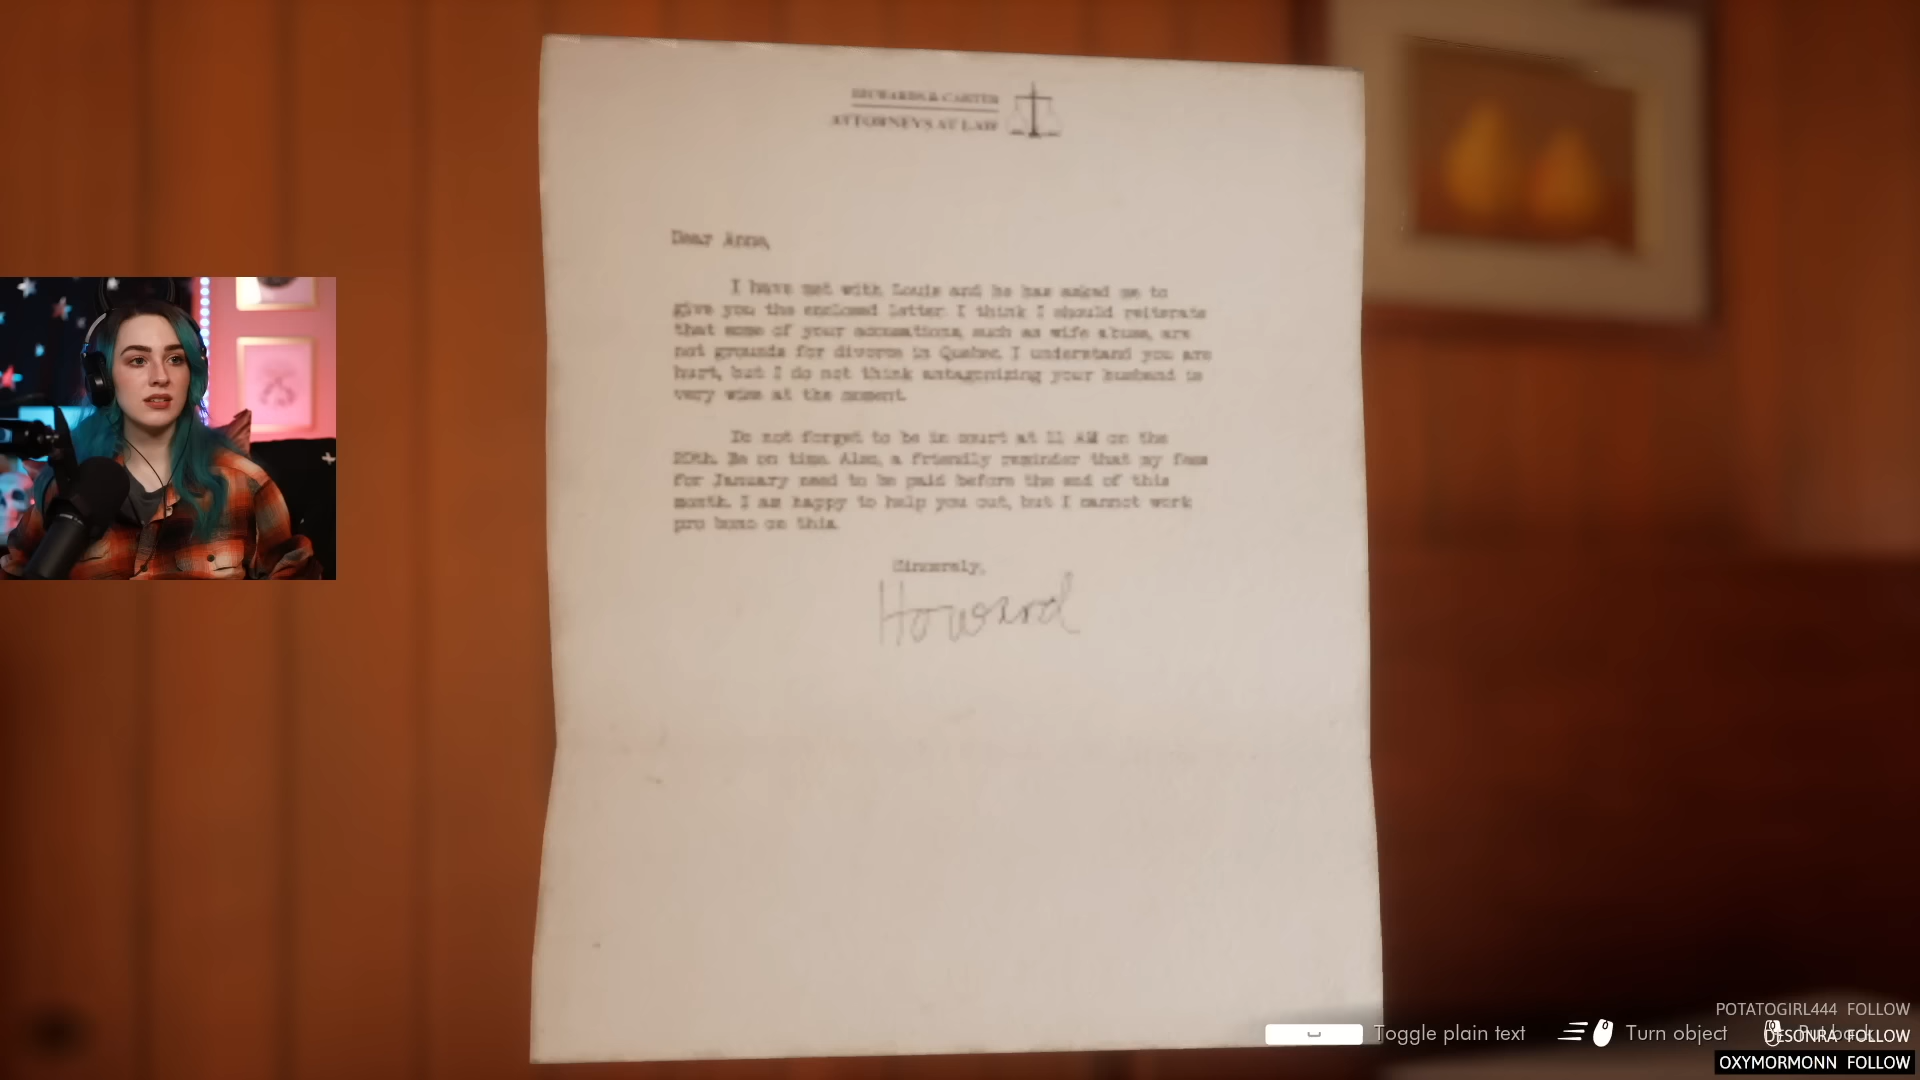 & CARTER
ATTORNEYS AT LAW
Dear Anna,
I have met with Louis and he has asked me to
give you the enclosed letter. I think I should reiterate
that some of your accusations, such as wife abuse, are
not grounds for divorce in Quebec. I understand you are
hurt, but I do not think antagonizing your husband is
very wise at the moment.
Do not forget to be in court at 11 AM on the
20th. Be on time. Also, a friendly reminder that my fees
for January need to be paid before the end of this
month. I am happy to help you out, but I cannot work
pro bono on this.
Sincerely,
Howard
POTATOGIRL444 FOLLOW
Toggle plain text
Turn object
DESONRA FOLLOW
OXYMORMONN FOLLOW